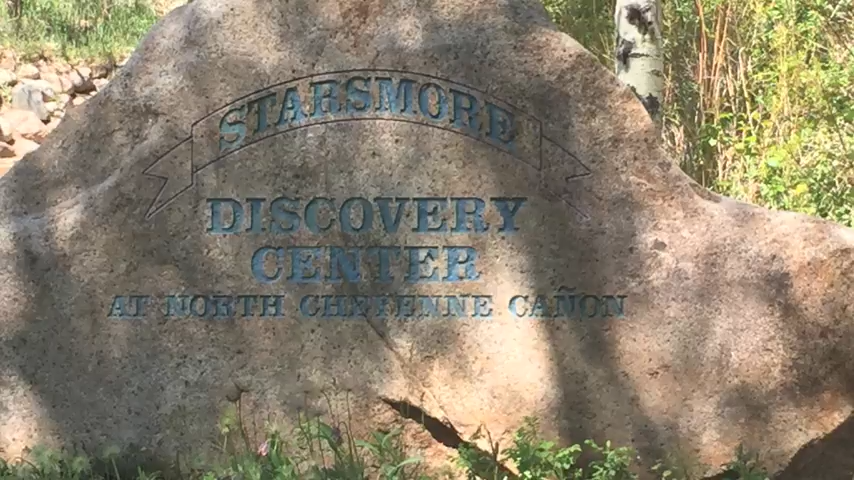 STARSMORE
DISCOVERY
CENTER
AT NORTH CHEYENNE CAÑON